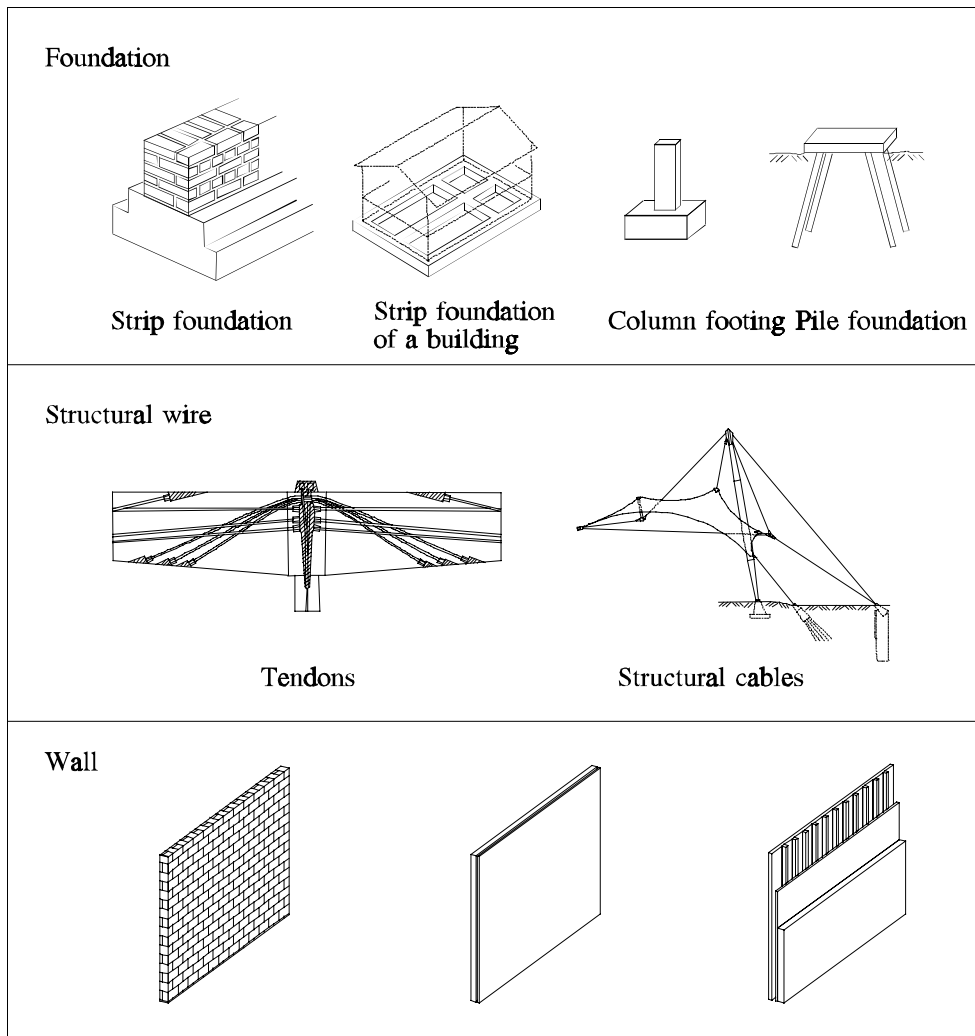 Foundation
Strip foundation
Strip foundation
of a building
Column footing
Pile foundation
Structural wire
Tendons
Structural cables
Wall